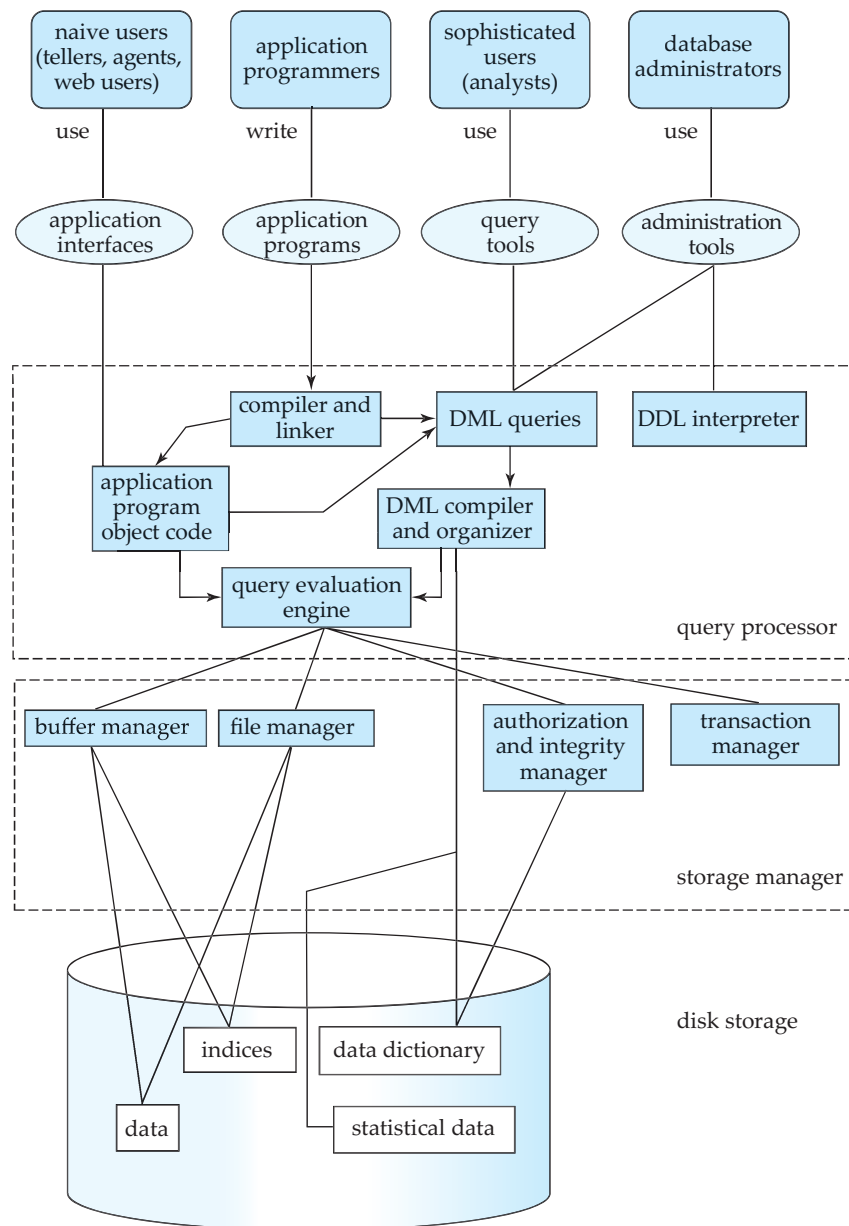 naive users
(tellers, agents,
web users)
application
programmers
sophisticated
users
(analysts)
database
administrators
use
write
use
use
application
interfaces
application
programs
query
tools
administration
tools
compiler and
linker
DML queries
DDL interpreter
application
program
object code
DML compiler
and organizer
query evaluation
engine
query processor
buffer manager
file manager
authorization
and integrity
manager
transaction
manager
storage manager
disk storage
indices
data dictionary
data
statistical data